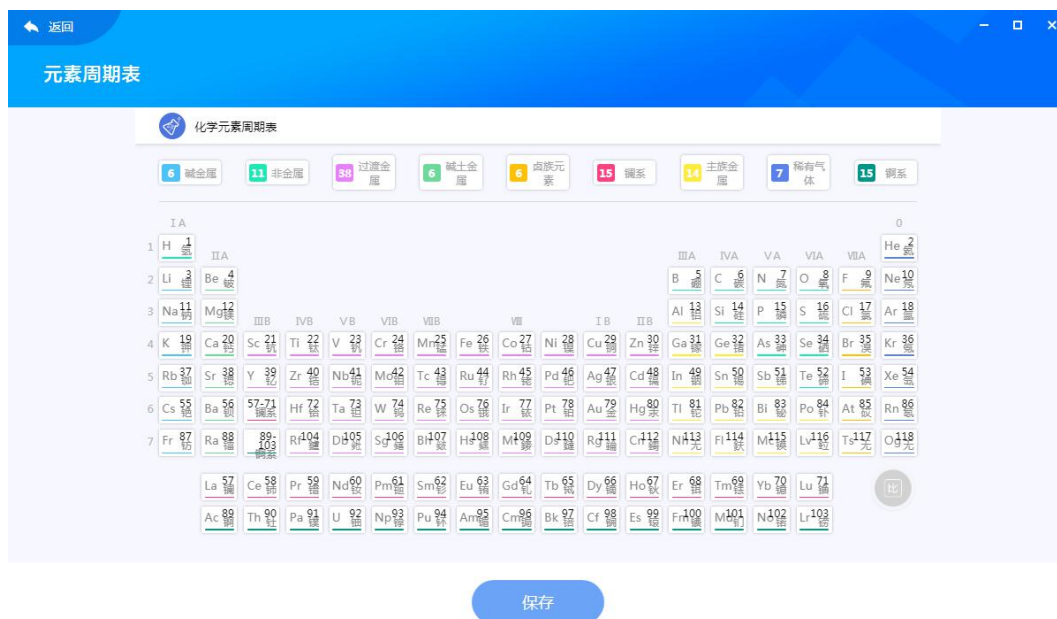 返回
元素周期表
化学元素周期表
6 碱金属 11 非金属 38 过渡金属 6 碱土金属 6 卤族元素 15 镧系 14 主族金属 7 稀有气体 15 锕系
ⅠA 0
1 H 1 氢 ⅡA ⅢA ⅣA ⅤA ⅥA ⅦA He 2 氦
2 Li 3 锂 Be 4 铍 B 5 硼 C 6 碳 N 7 氮 O 8 氧 F 9 氟 Ne 10 氖
3 Na 11 钠 Mg 12 镁 ⅢB ⅣB ⅤB ⅥB ⅦB Ⅷ ⅠB ⅡB Al 13 铝 Si 14 硅 P 15 磷 S 16 硫 Cl 17 氯 Ar 18 氩
4 K 19 钾 Ca 20 钙 Sc 21 钪 Ti 22 钛 V 23 钒 Cr 24 铬 Mn 25 锰 Fe 26 铁 Co 27 钴 Ni 28 镍 Cu 29 铜 Zn 30 锌 Ga 31 镓 Ge 32 锗 As 33 砷 Se 34 硒 Br 35 溴 Kr 36 氪
5 Rb 37 铷 Sr 38 锶 Y 39 钇 Zr 40 锆 Nb 41 铌 Mo 42 钼 Tc 43 锝 Ru 44 钌 Rh 45 铑 Pd 46 钯 Ag 47 银 Cd 48 镉 In 49 铟 Sn 50 锡 Sb 51 锑 Te 52 碲 I 53 碘 Xe 54 氙
6 Cs 55 铯 Ba 56 钡 57-71 镧系 Hf 72 铪 Ta 73 钽 W 74 钨 Re 75 铼 Os 76 锇 Ir 77 铱 Pt 78 铂 Au 79 金 Hg 80 汞 Tl 81 铊 Pb 82 铅 Bi 83 铋 Po 84 钋 At 85 砹 Rn 86 氡
7 Fr 87 钫 Ra 88 镭 89-103 锕系 Rf 104 Db 105 Sg 106 Bh 107 Hs 108 Mt 109 Ds 110 Rg 111 Cn 112 Nh 113 无 Fl 114 Mc 115 Lv 116 Ts 117 无 Og 118 无
La 57 镧 Ce 58 铈 Pr 59 镨 Nd 60 钕 Pm 61 钷 Sm 62 钐 Eu 63 铕 Gd 64 钆 Tb 65 铽 Dy 66 镝 Ho 67 钬 Er 68 铒 Tm 69 铥 Yb 70 镱 Lu 71 镥 比
Ac 89 锕 Th 90 钍 Pa 91 镤 U 92 铀 Np 93 镎 Pu 94 钚 Am 95 镅 Cm 96 锔 Bk 97 锫 Cf 98 锎 Es 99 锿 Fm 100 镄 Md 101 钔 No 102 锘 Lr 103 铹
保存